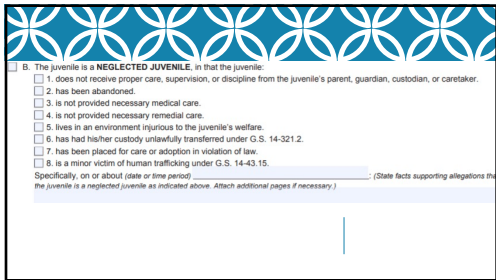 B. The juvenile is a NEGLECTED JUVENILE, in that the juvenile:
1. does not receive proper care, supervision, or discipline from the juvenile's parent, guardian, custodian, or caretaker.
2. has been abandoned.
3. is not provided necessary medical care.
4. is not provided necessary remedial care.
5. lives in an environment injurious to the juvenile's welfare.
6. has had his/her custody unlawfully transferred under G.S. 14-321.2.
7. has been placed for care or adoption in violation of law.
8. is a minor victim of human trafficking under G.S. 14-43.15.
Specifically, on or about (date or time period) : (State facts supporting allegations tha
the juvenile is a neglected juvenile as indicated above. Attach additional pages if necessary.)